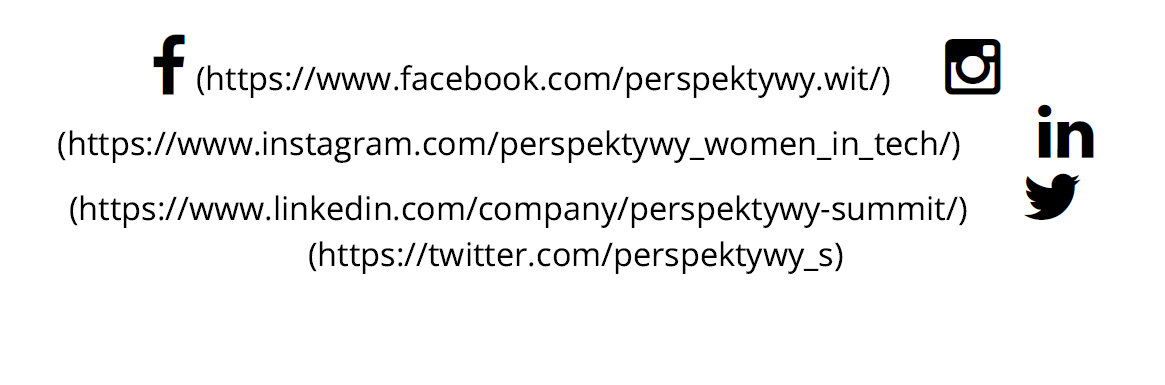 (https://www.facebook.com/perspektywy.wit/)
(https://www.instagram.com/perspektywy_women_in_tech/)
(https://www.linkedin.com/company/perspektywy-summit/)
(https://twitter.com/perspektywy_s)